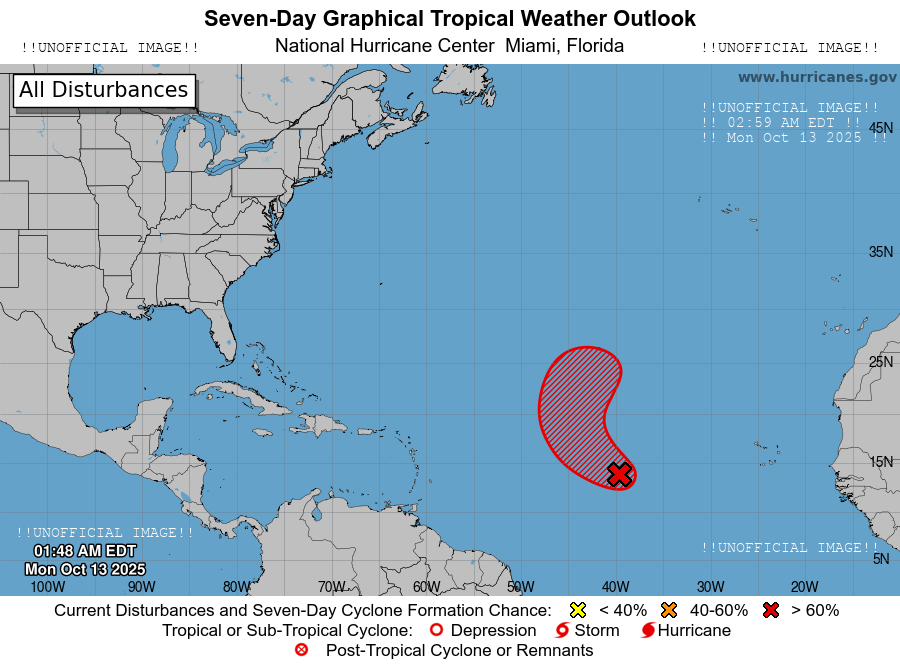 Seven-Day Graphical Tropical Weather Outlook
!!UNOFFICIAL IMAGE!! National Hurricane Center Miami, Florida !!UNOFFICIAL IMAGE!!
All Disturbances
www.hurricanes.gov
!!UNOFFICIAL IMAGE!!
!! 02:59 AM EDT !!
!! Mon Oct 13 2025 !!
45N
35N
25N
15N
!!UNOFFICIAL IMAGE!!
01:48 AM EDT
Mon Oct 13 2025
!!UNOFFICIAL IMAGE!!
5N
100W 90W 80W 70W 60W 50W 40W 30W 20W
Current Disturbances and Seven-Day Cyclone Formation Chance: < 40% 40-60% > 60%
Tropical or Sub-Tropical Cyclone: Depression Storm Hurricane
Post-Tropical Cyclone or Remnants